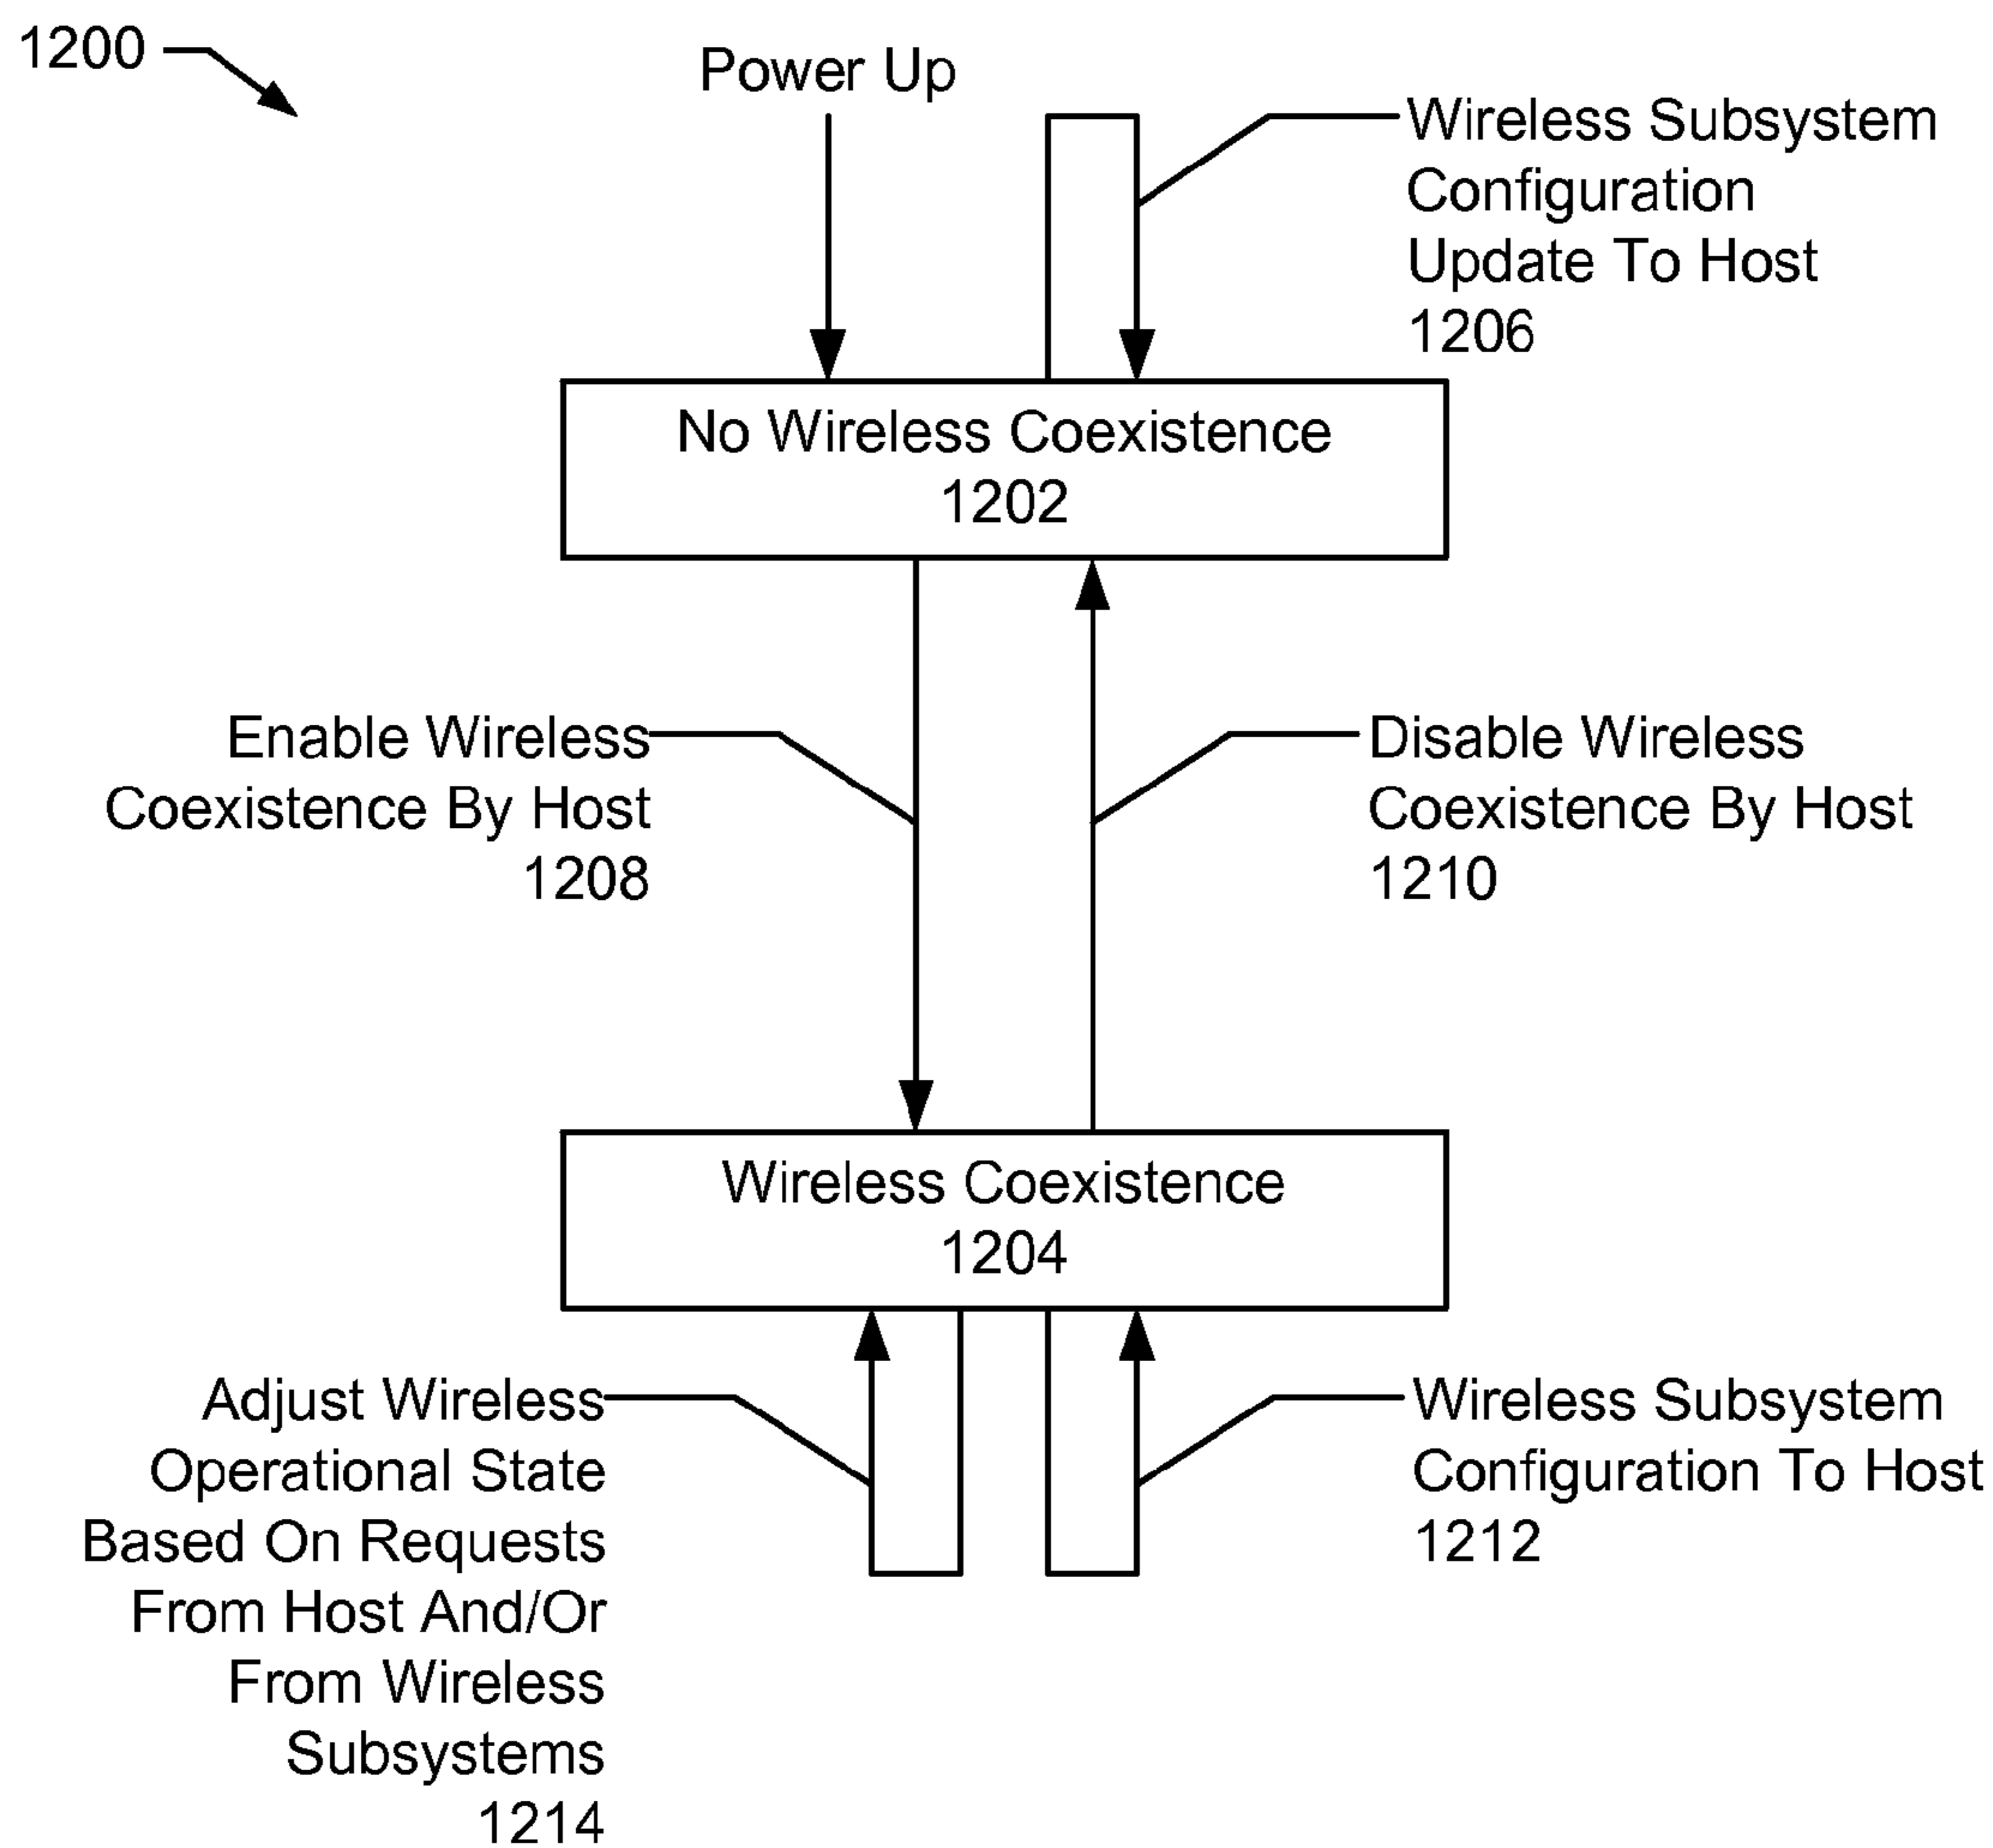 1200
Power Up
Wireless Subsystem
Configuration
Update To Host
1206
No Wireless Coexistence
1202
Enable Wireless
Coexistence By Host
1208
Disable Wireless
Coexistence By Host
1210
Wireless Coexistence
1204
Adjust Wireless
Operational State
Based On Requests
From Host And/Or
From Wireless
Subsystems
1214
Wireless Subsystem
Configuration To Host
1212